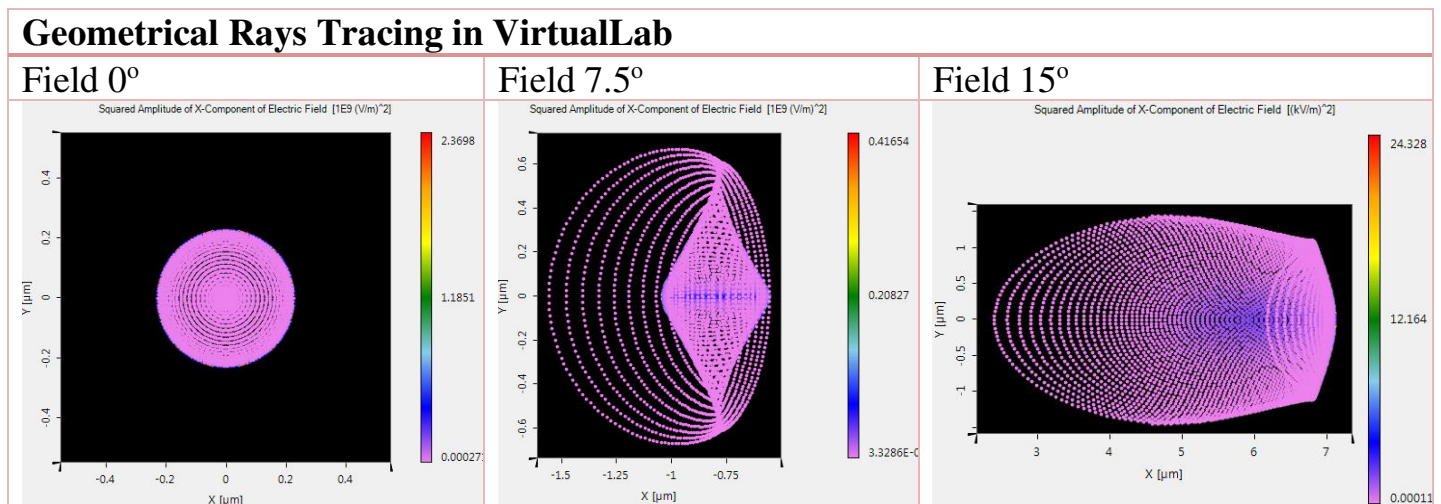 Geometrical Rays Tracing in VirtualLab
Field 0º
Field 7.5º
Field 15º
Squared Amplitude of X-Component of Electric Field [1E9 (V/m)^2]
2.3698
1.1851
0.4
0.2
0
-0.2
-0.4
Y [µm]
-0.2
0
0.2
0.4
X [µm]
Squared Amplitude of X-Component of Electric Field [1E9 (V/m)^2]
0.41654
0.20827
0.6
0.4
0.2
0
-0.2
-0.4
-0.6
Y [µm]
-1.5
-1.25
-1
-0.75
X [µm]
Squared Amplitude of X-Component of Electric Field [(kV/m)^2]
24.328
12.164
0.00011
1
0.5
0
-0.5
-1
Y [µm]
3
4
5
6
7
X [µm]